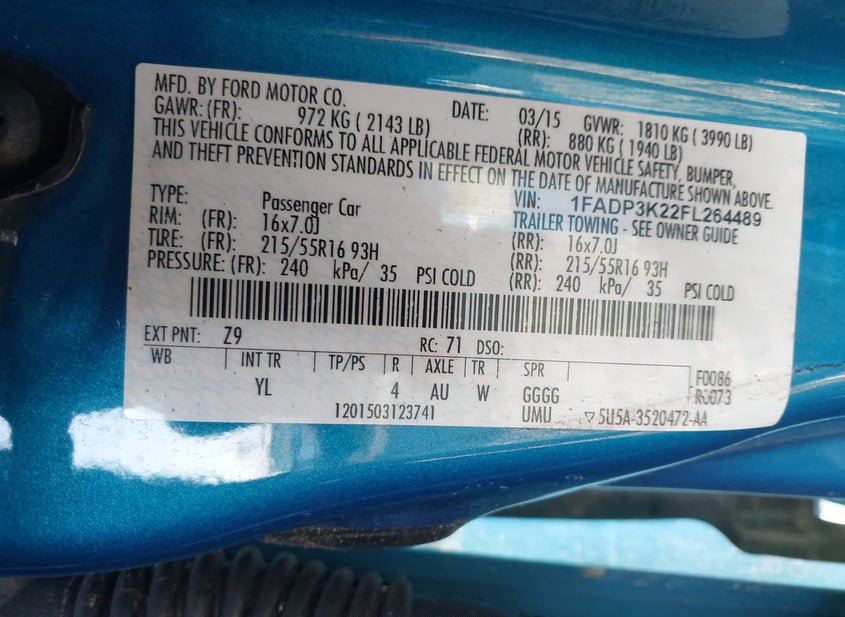 MFD. BY FORD MOTOR CO. DATE: 03/15 GVWR: 1810 KG ( 3990 LB)
GAWR: (FR): 972 KG ( 2143 LB) (RR): 880 KG ( 1940 LB)
THIS VEHICLE CONFORMS TO ALL APPLICABLE FEDERAL MOTOR VEHICLE SAFETY, BUMPER,
AND THEFT PREVENTION STANDARDS IN EFFECT ON THE DATE OF MANUFACTURE SHOWN ABOVE.
VIN: 1FADP3K22FL264489
TYPE: Passenger Car TRAILER TOWING - SEE OWNER GUIDE
RIM: (FR): 16x7.0J (RR): 16x7.0J
TIRE: (FR): 215/55R16 93H (RR): 215/55R16 93H
PRESSURE: (FR): 240 kPa/ 35 PSI COLD (RR): 240 kPa/ 35 PSI COLD
EXT PNT: Z9 RC: 71 DSO:
WB INT TR TP/PS R AXLE TR SPR F0086
YL 4 AU W GGGG R0073
1201503123741 UMU ▽5U5A-3520472-AA